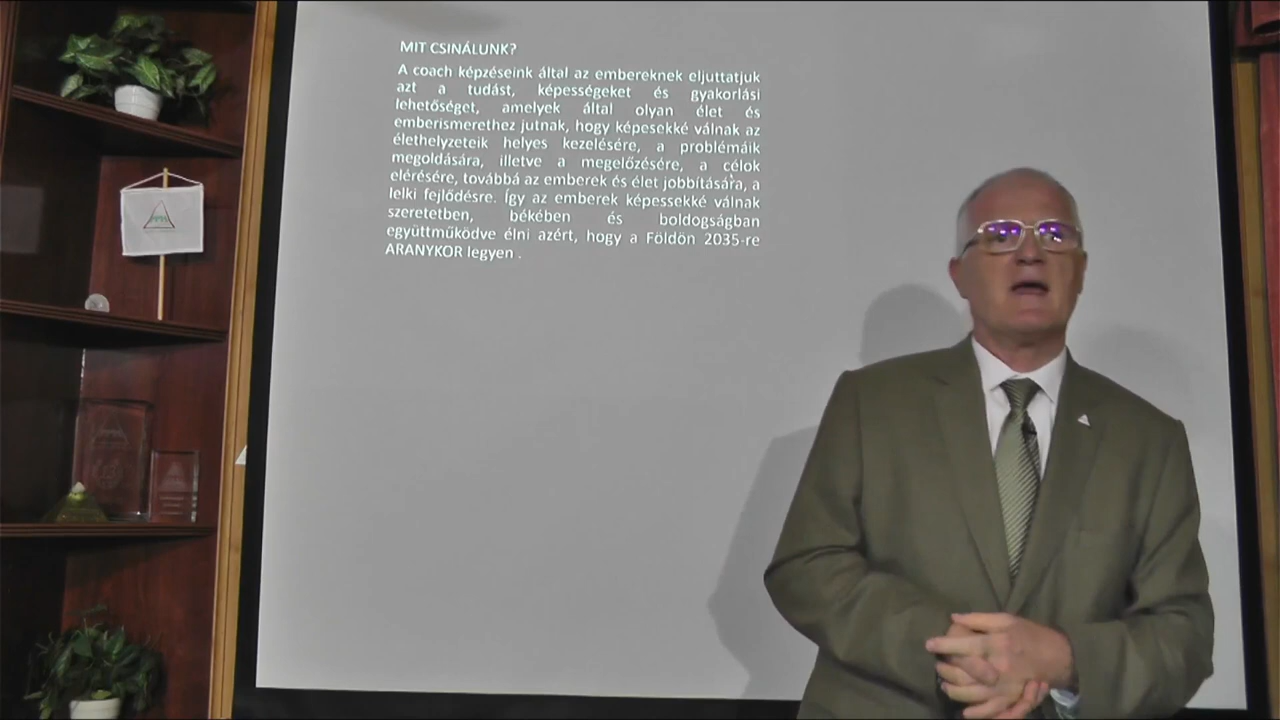 MIT CSINÁLUNK?
A coach képzéseink által az embereknek eljuttatjuk
azt a tudást, képességeket és gyakorlási
lehetőséget, amelyek által olyan élet és
emberismerethez jutnak, hogy képesekké válnak az
élethelyzeteik helyes kezelésére, a problémáik
megoldására, illetve a megelőzésére, a célok
elérésére, továbbá az emberek és élet jobbítására, a
lelki fejlődésre. Így az emberek képessekké válnak
szeretetben, békében és boldogságban
együttműködve élni azért, hogy a Földön 2035-re
ARANYKOR legyen .